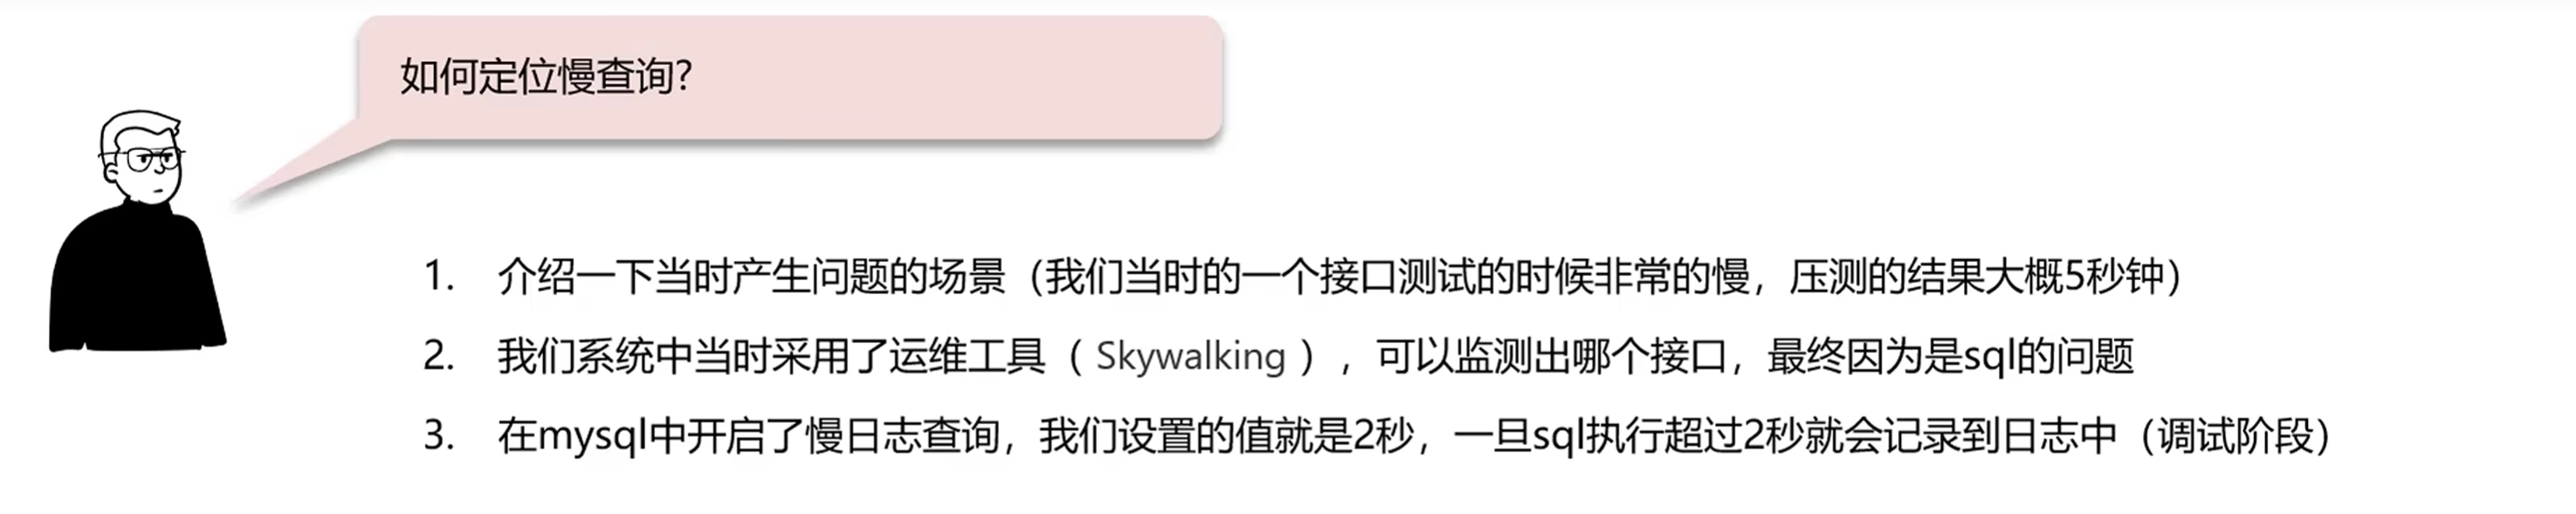 如何定位慢查询?
1. 介绍一下当时产生问题的场景（我们当时的一个接口测试的时候非常的慢，压测的结果大概5秒钟）
2. 我们系统中当时采用了运维工具（ Skywalking ），可以监测出哪个接口，最终因为是sql的问题
3. 在mysql中开启了慢日志查询，我们设置的值就是2秒，一旦sql执行超过2秒就会记录到日志中（调试阶段）